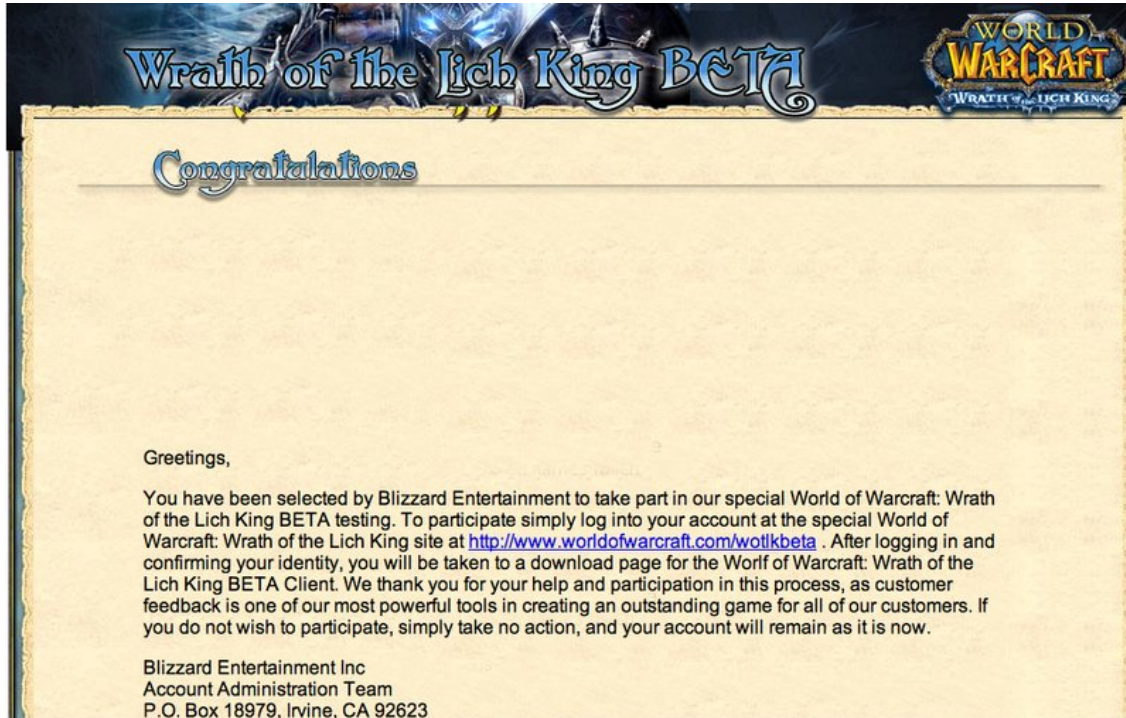 Wrath of the Lich King BETA
WORLD
WARCRAFT
WRATH OF THE LICH KING
Congratulations
Greetings,
You have been selected by Blizzard Entertainment to take part in our special World of Warcraft: Wrath
of the Lich King BETA testing. To participate simply log into your account at the special World of
Warcraft: Wrath of the Lich King site at http://www.worldofwarcraft.com/wotlkbeta . After logging in and
confirming your identity, you will be taken to a download page for the Worlf of Warcraft: Wrath of the
Lich King BETA Client. We thank you for your help and participation in this process, as customer
feedback is one of our most powerful tools in creating an outstanding game for all of our customers. If
you do not wish to participate, simply take no action, and your account will remain as it is now.
Blizzard Entertainment Inc
Account Administration Team
P.O. Box 18979, Irvine, CA 92623